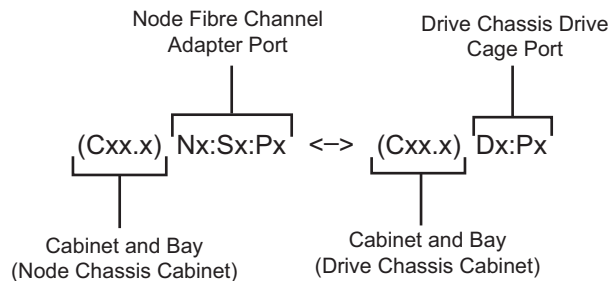 Node Fibre Channel
Adapter Port
Drive Chassis Drive
Cage Port
(Cxx.x) Nx:Sx:Px <–> (Cxx.x) Dx:Px
Cabinet and Bay
(Node Chassis Cabinet)
Cabinet and Bay
(Drive Chassis Cabinet)